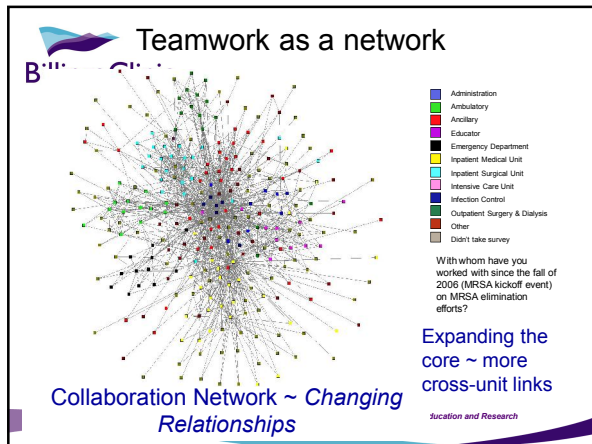 Teamwork as a network
Administration
Ambulatory
Ancillary
Educator
Emergency Department
Inpatient Medical Unit
Inpatient Surgical Unit
Intensive Care Unit
Infection Control
Outpatient Surgery & Dialysis
Other
Didn't take survey
With whom have you
worked with since the fall of
2006 (MRSA kickoff event)
on MRSA elimination
efforts?
Expanding the
core ~ more
cross-unit links
Collaboration Network ~ Changing
Relationships
and Research